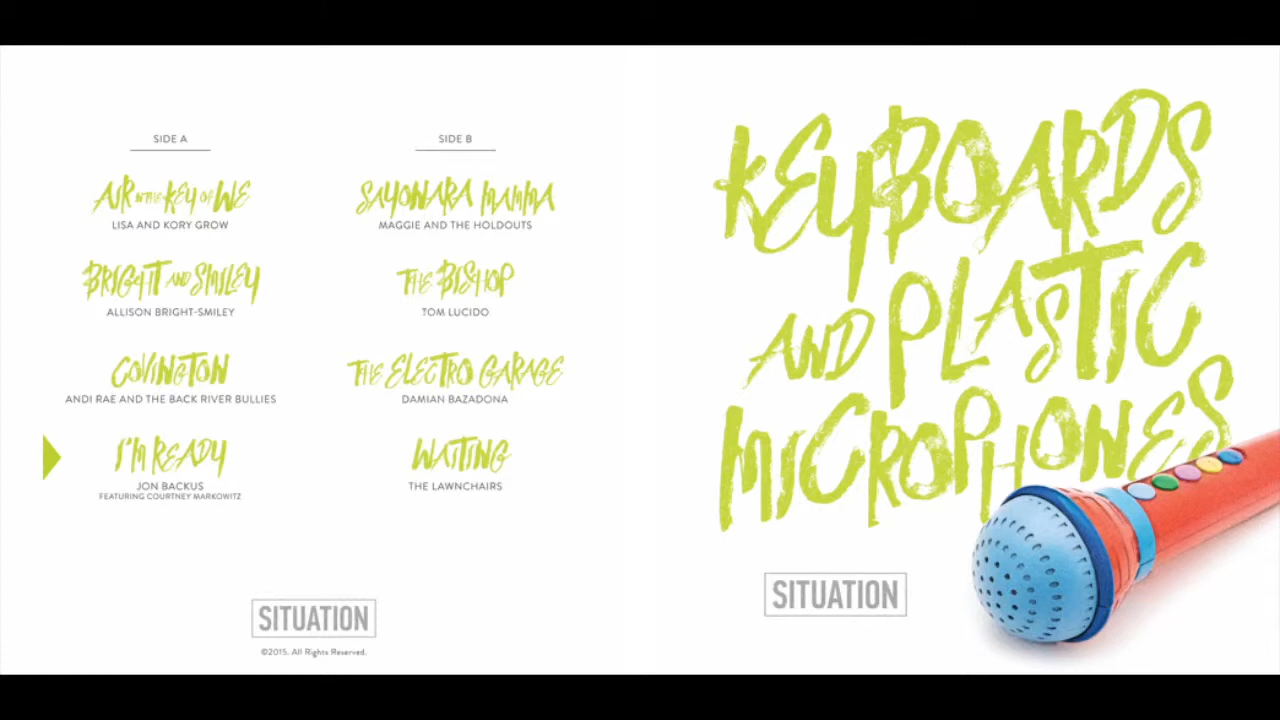 SIDE A
AIR IN THE KEY OF WE
LISA AND KORY GROW
BRIGHT AND SMILEY
ALLISON BRIGHT-SMILEY
COVINGTON
ANDI RAE AND THE BACK RIVER BULLIES
I'M READY
JON BACKUS
FEATURING COURTNEY MARKOWITZ
SIDE B
SAYONARA MAMMA
MAGGIE AND THE HOLDOUTS
THE BISHOP
TOM LUCIDO
THE ELECTRO GARAGE
DAMIAN BAZADONA
WAITING
THE LAWNCHAIRS
SITUATION
©2015. All Rights Reserved.
KEYBOARDS
AND PLASTIC
MICROPHONES
SITUATION